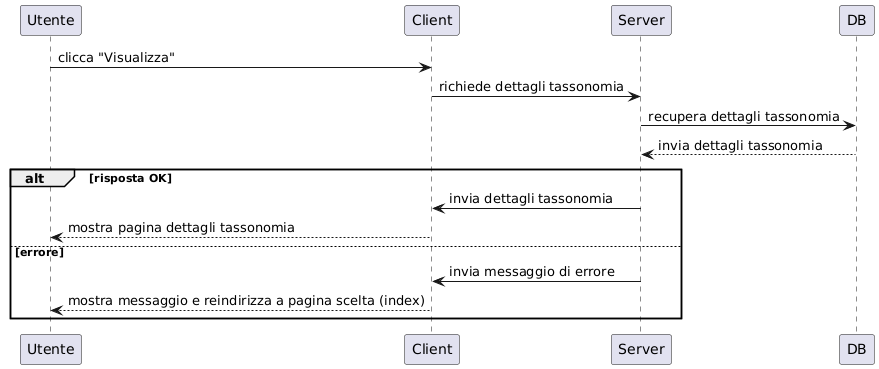 Utente
Client
Server
DB
clicca "Visualizza"
richiede dettagli tassonomia
recupera dettagli tassonomia
invia dettagli tassonomia
alt
[risposta OK]
invia dettagli tassonomia
mostra pagina dettagli tassonomia
[errore]
invia messaggio di errore
mostra messaggio e reindirizza a pagina scelta (index)
Utente
Client
Server
DB